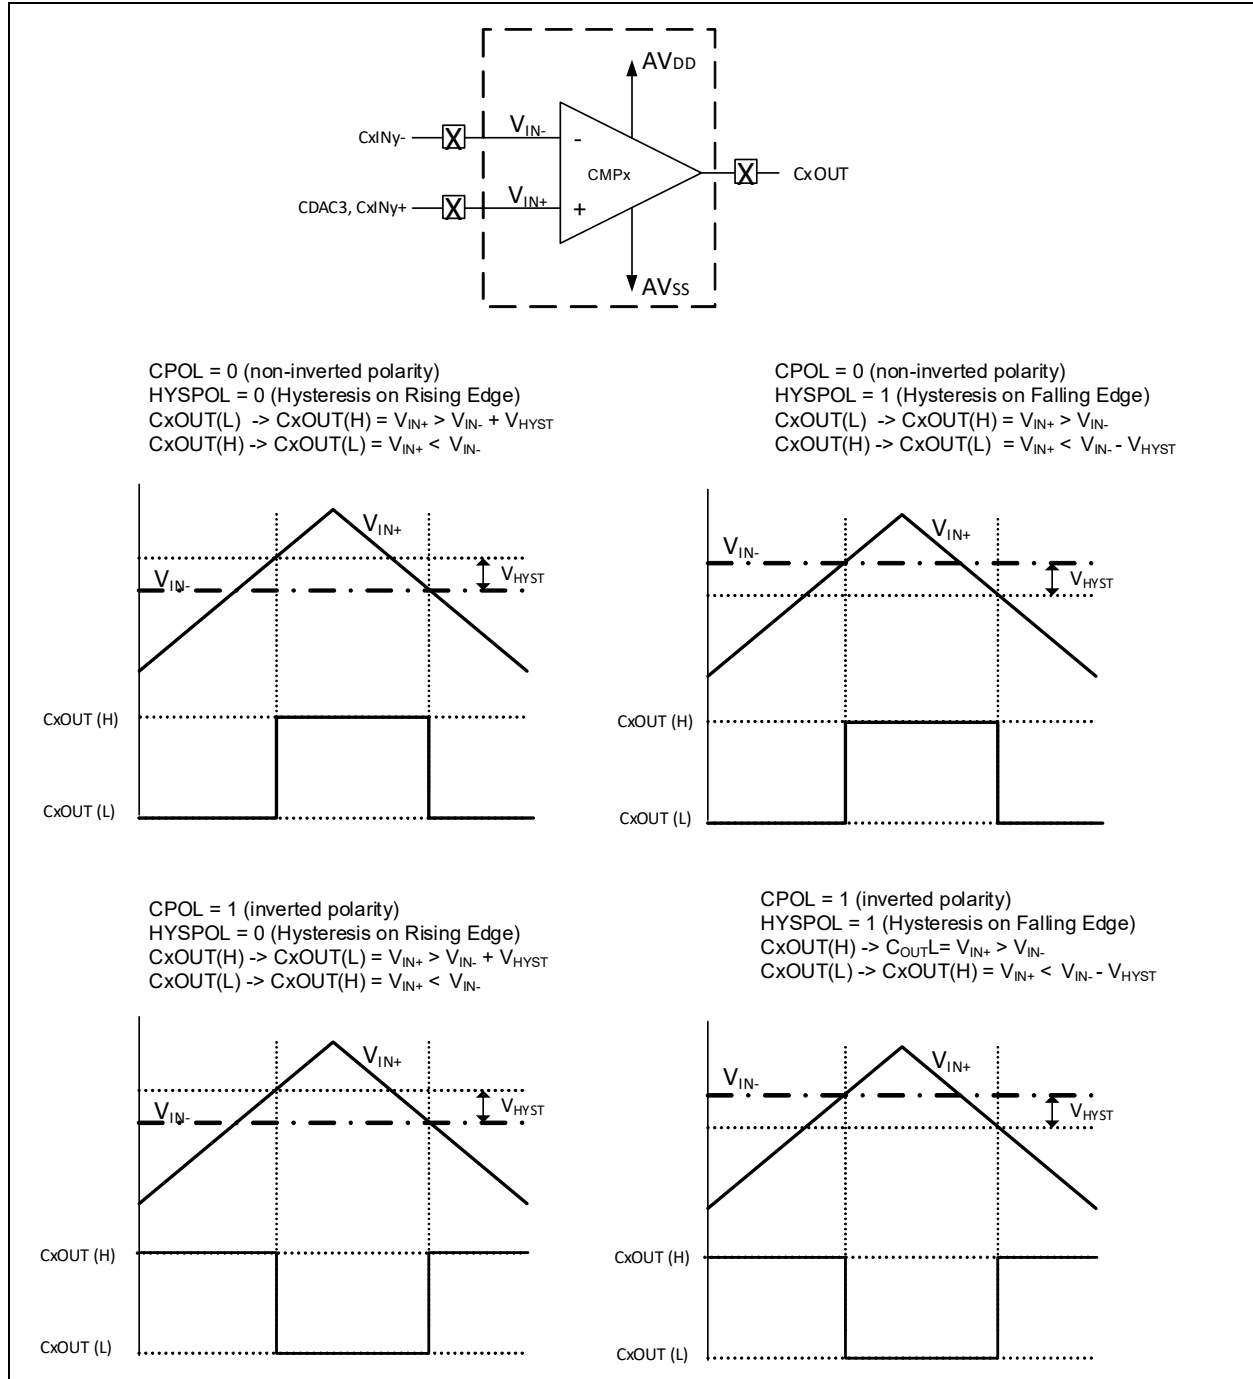 AVDD
CxINy-
X
VIN-
-
CMPx
X
CxOUT
CDAC3, CxINy+
X
VIN+
+
AVSS
CPOL = 0 (non-inverted polarity)
HYSPOL = 0 (Hysteresis on Rising Edge)
CxOUT(L) -> CxOUT(H) = VIN+ > VIN- + VHYST
CxOUT(H) -> CxOUT(L) = VIN+ < VIN-
VIN+
VIN-
VHYST
CxOUT (H)
CxOUT (L)
CPOL = 0 (non-inverted polarity)
HYSPOL = 1 (Hysteresis on Falling Edge)
CxOUT(L) -> CxOUT(H) = VIN+ > VIN-
CxOUT(H) -> CxOUT(L) = VIN+ < VIN- - VHYST
VIN-
VIN+
VHYST
CxOUT (H)
CxOUT (L)
CPOL = 1 (inverted polarity)
HYSPOL = 0 (Hysteresis on Rising Edge)
CxOUT(H) -> CxOUT(L) = VIN+ > VIN- + VHYST
CxOUT(L) -> CxOUT(H) = VIN+ < VIN-
VIN+
VIN-
VHYST
CxOUT (H)
CxOUT (L)
CPOL = 1 (inverted polarity)
HYSPOL = 1 (Hysteresis on Falling Edge)
CxOUT(H) -> COUTL= VIN+ > VIN-
CxOUT(L) -> CxOUT(H) = VIN+ < VIN- - VHYST
VIN-
VIN+
VHYST
CxOUT (H)
CxOUT (L)